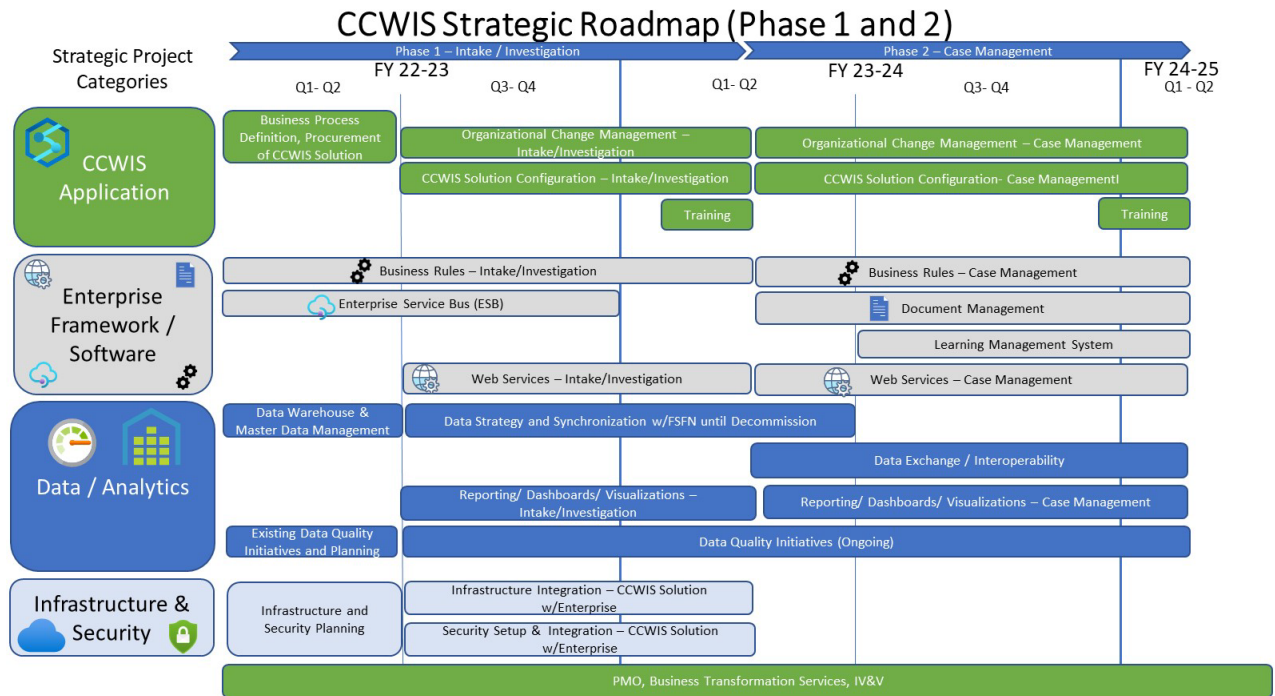 CCWIS Strategic Roadmap (Phase 1 and 2)
Strategic Project
Categories
Phase 1 – Intake / Investigation
Phase 2 – Case Management
FY 22-23
FY 23-24
FY 24-25
Q1- Q2
Q3- Q4
Q1- Q2
Q3- Q4
Q1 - Q2
CCWIS
Application
Business Process
Definition, Procurement
of CCWIS Solution
Organizational Change Management –
Intake/Investigation
Organizational Change Management – Case Management
CCWIS Solution Configuration – Intake/Investigation
CCWIS Solution Configuration- Case ManagementI
Training
Training
Enterprise
Framework /
Software
Business Rules – Intake/Investigation
Business Rules – Case Management
Enterprise Service Bus (ESB)
Document Management
Learning Management System
Web Services – Intake/Investigation
Web Services – Case Management
Data / Analytics
Data Warehouse &
Master Data Management
Data Strategy and Synchronization w/FSFN until Decommission
Data Exchange / Interoperability
Reporting/ Dashboards/ Visualizations –
Intake/Investigation
Reporting/ Dashboards/ Visualizations – Case Management
Existing Data Quality
Initiatives and Planning
Data Quality Initiatives (Ongoing)
Infrastructure &
Security
Infrastructure and
Security Planning
Infrastructure Integration – CCWIS Solution
w/Enterprise
Security Setup & Integration – CCWIS Solution
w/Enterprise
PMO, Business Transformation Services, IV&V